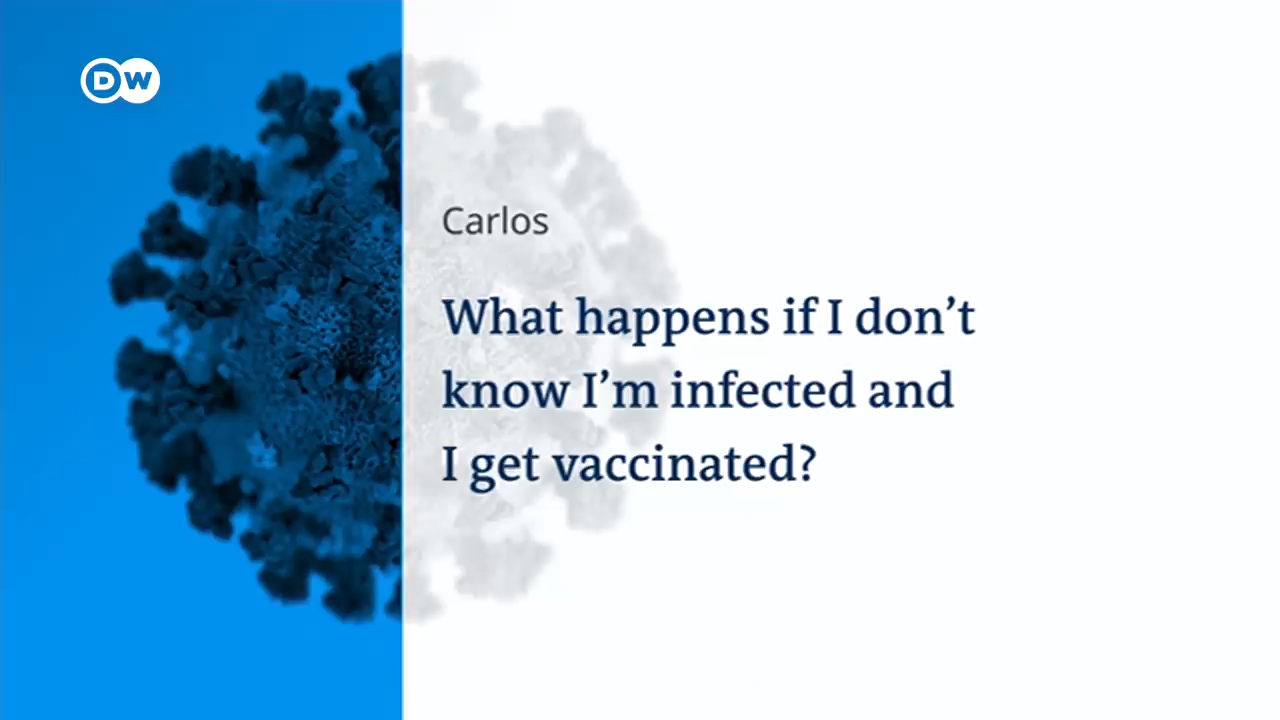 DW
Carlos
What happens if I don’t
know I’m infected and
I get vaccinated?